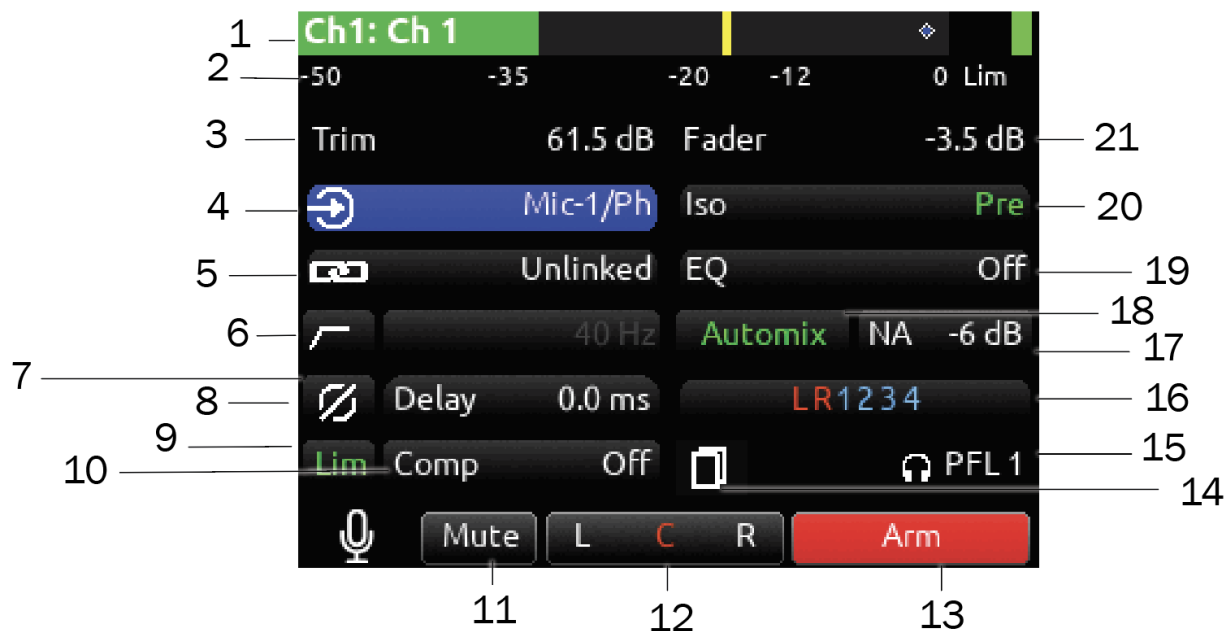 1 Ch1: Ch 1
2 -50 -35 -20 -12 0 Lim
3 Trim 61.5 dB Fader -3.5 dB 21
4 Mic-1/Ph Iso Pre 20
5 Unlinked EQ Off 19
18
6 40 Hz Automix NA -6 dB
17
7
8 Delay 0.0 ms LR1234 16
9
10 Lim Comp Off PFL 1 15
14
Mute L C R Arm
11 12 13